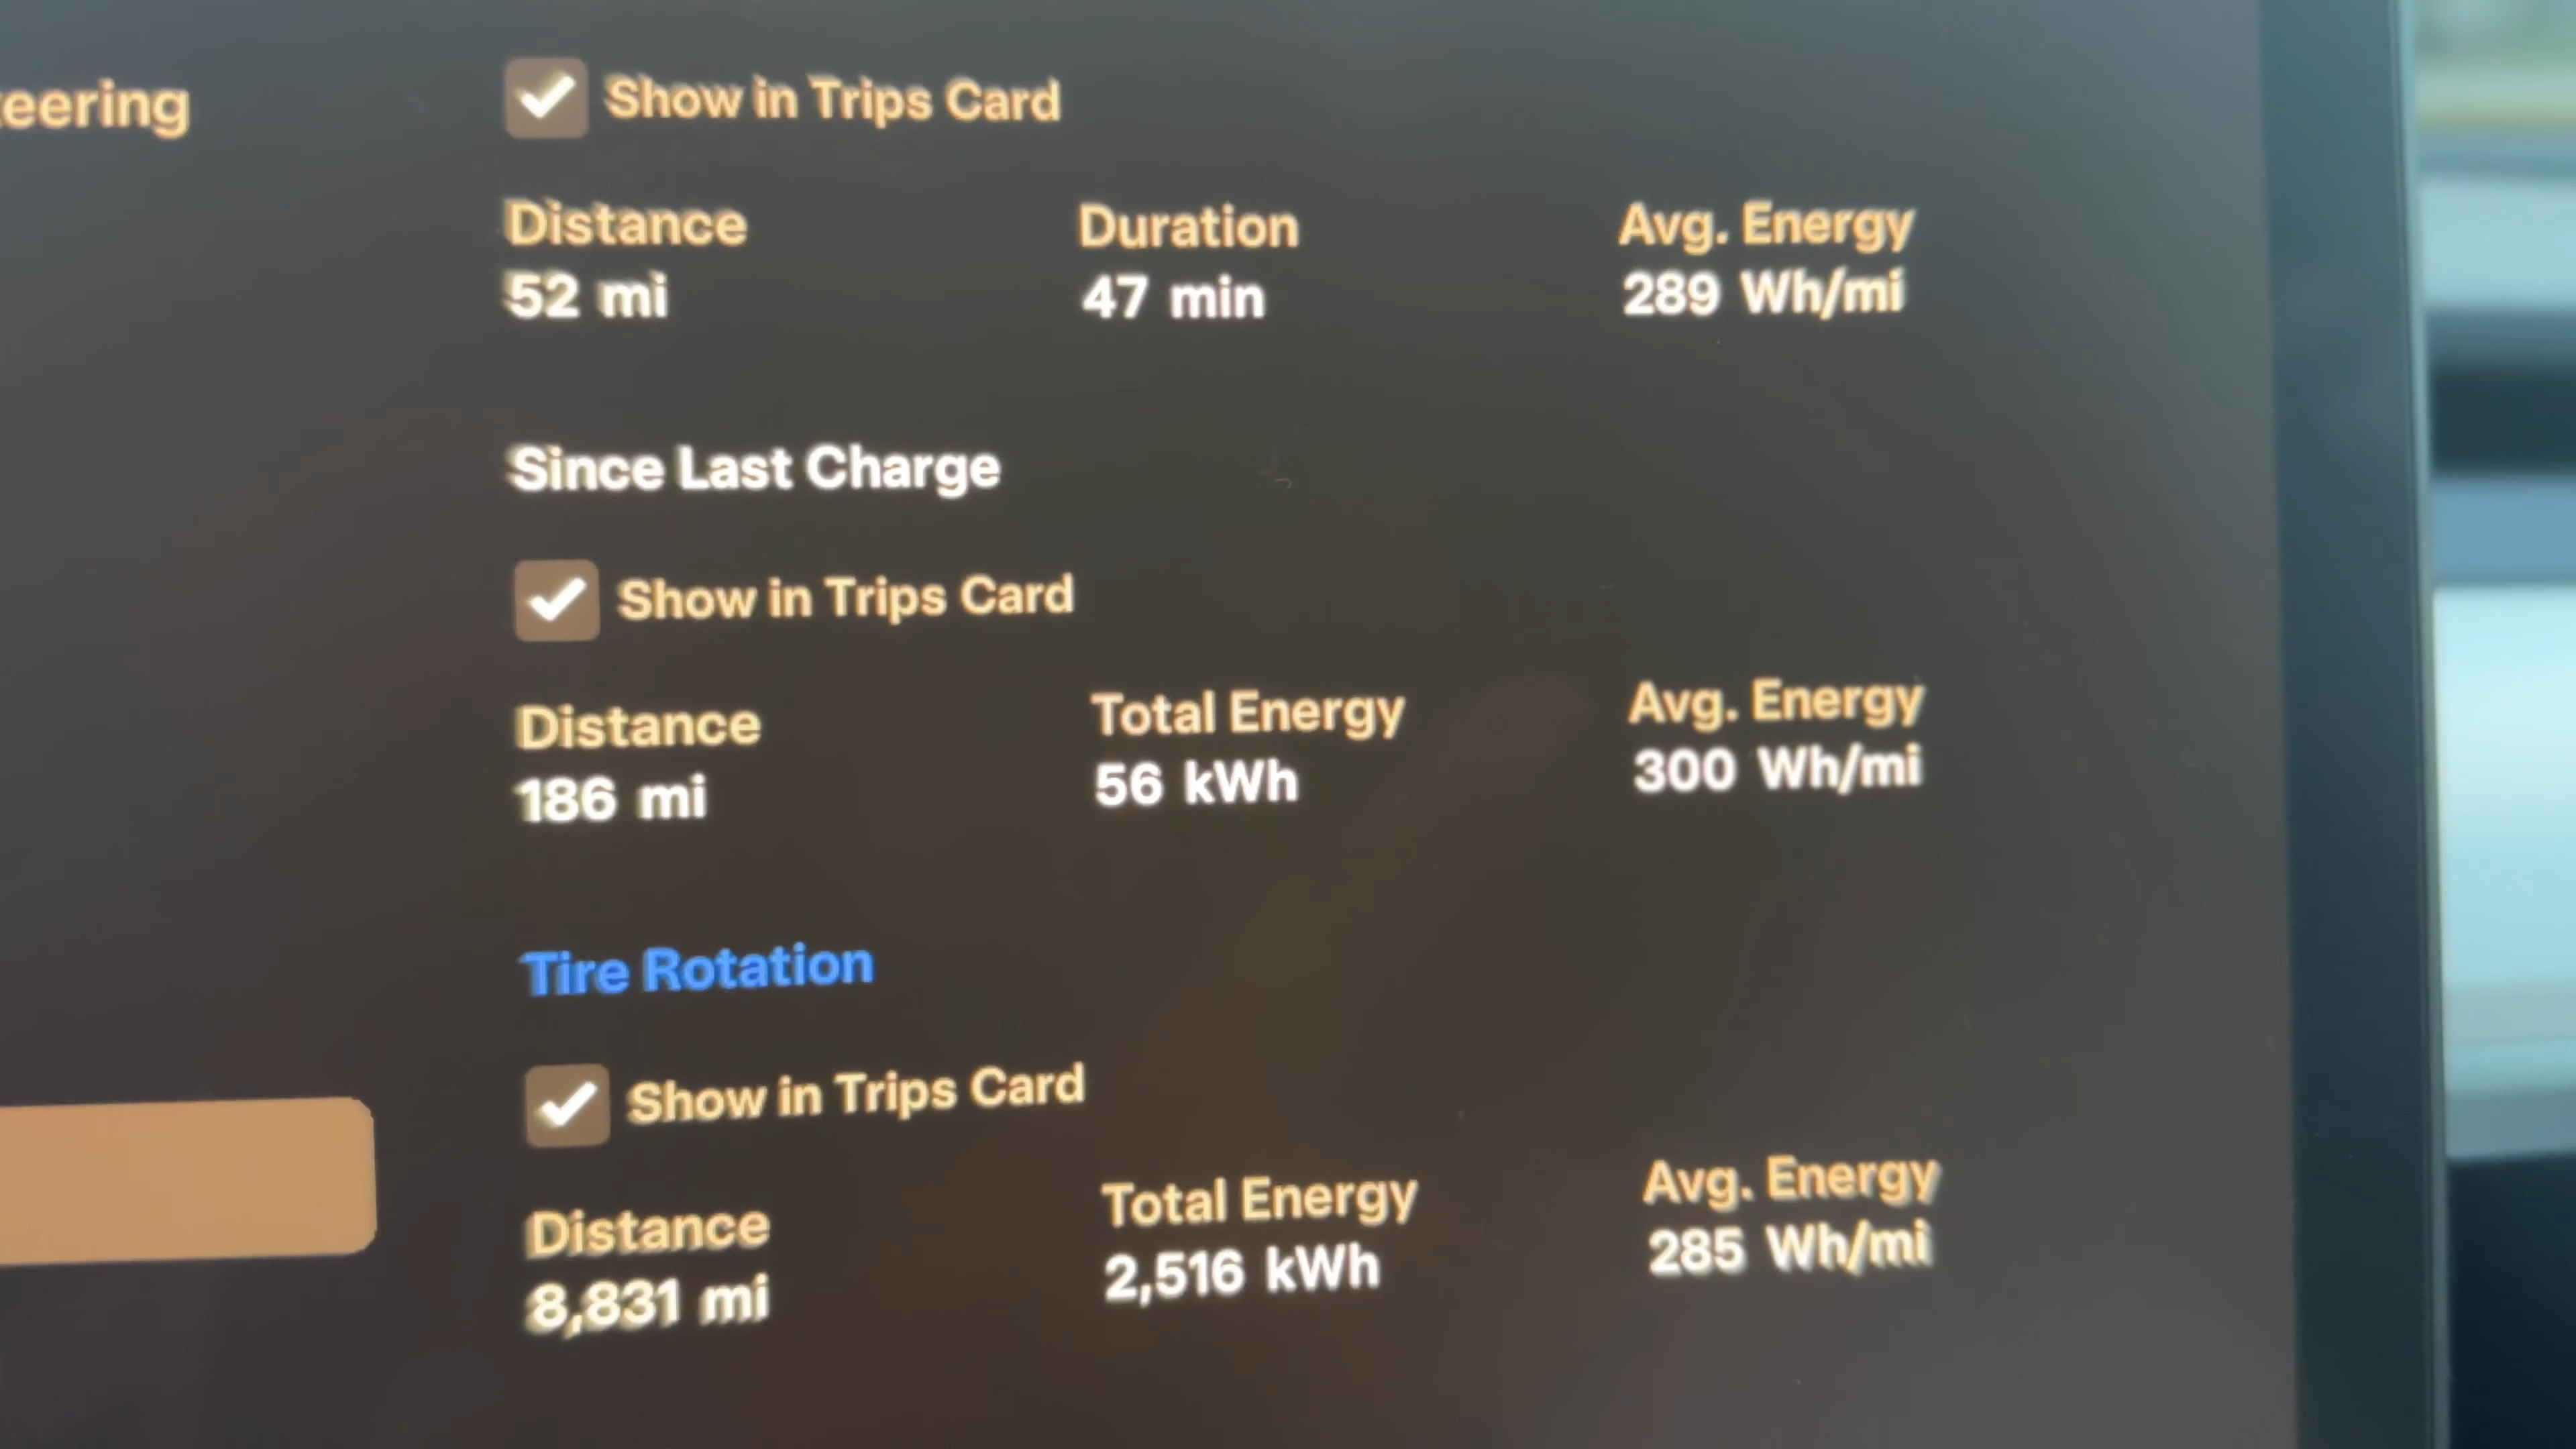 teering
Show in Trips Card
Distance Duration Avg. Energy
52 mi 47 min 289 Wh/mi
Since Last Charge
Show in Trips Card
Distance Total Energy Avg. Energy
186 mi 56 kWh 300 Wh/mi
Tire Rotation
Show in Trips Card
Distance Total Energy Avg. Energy
8,831 mi 2,516 kWh 285 Wh/mi